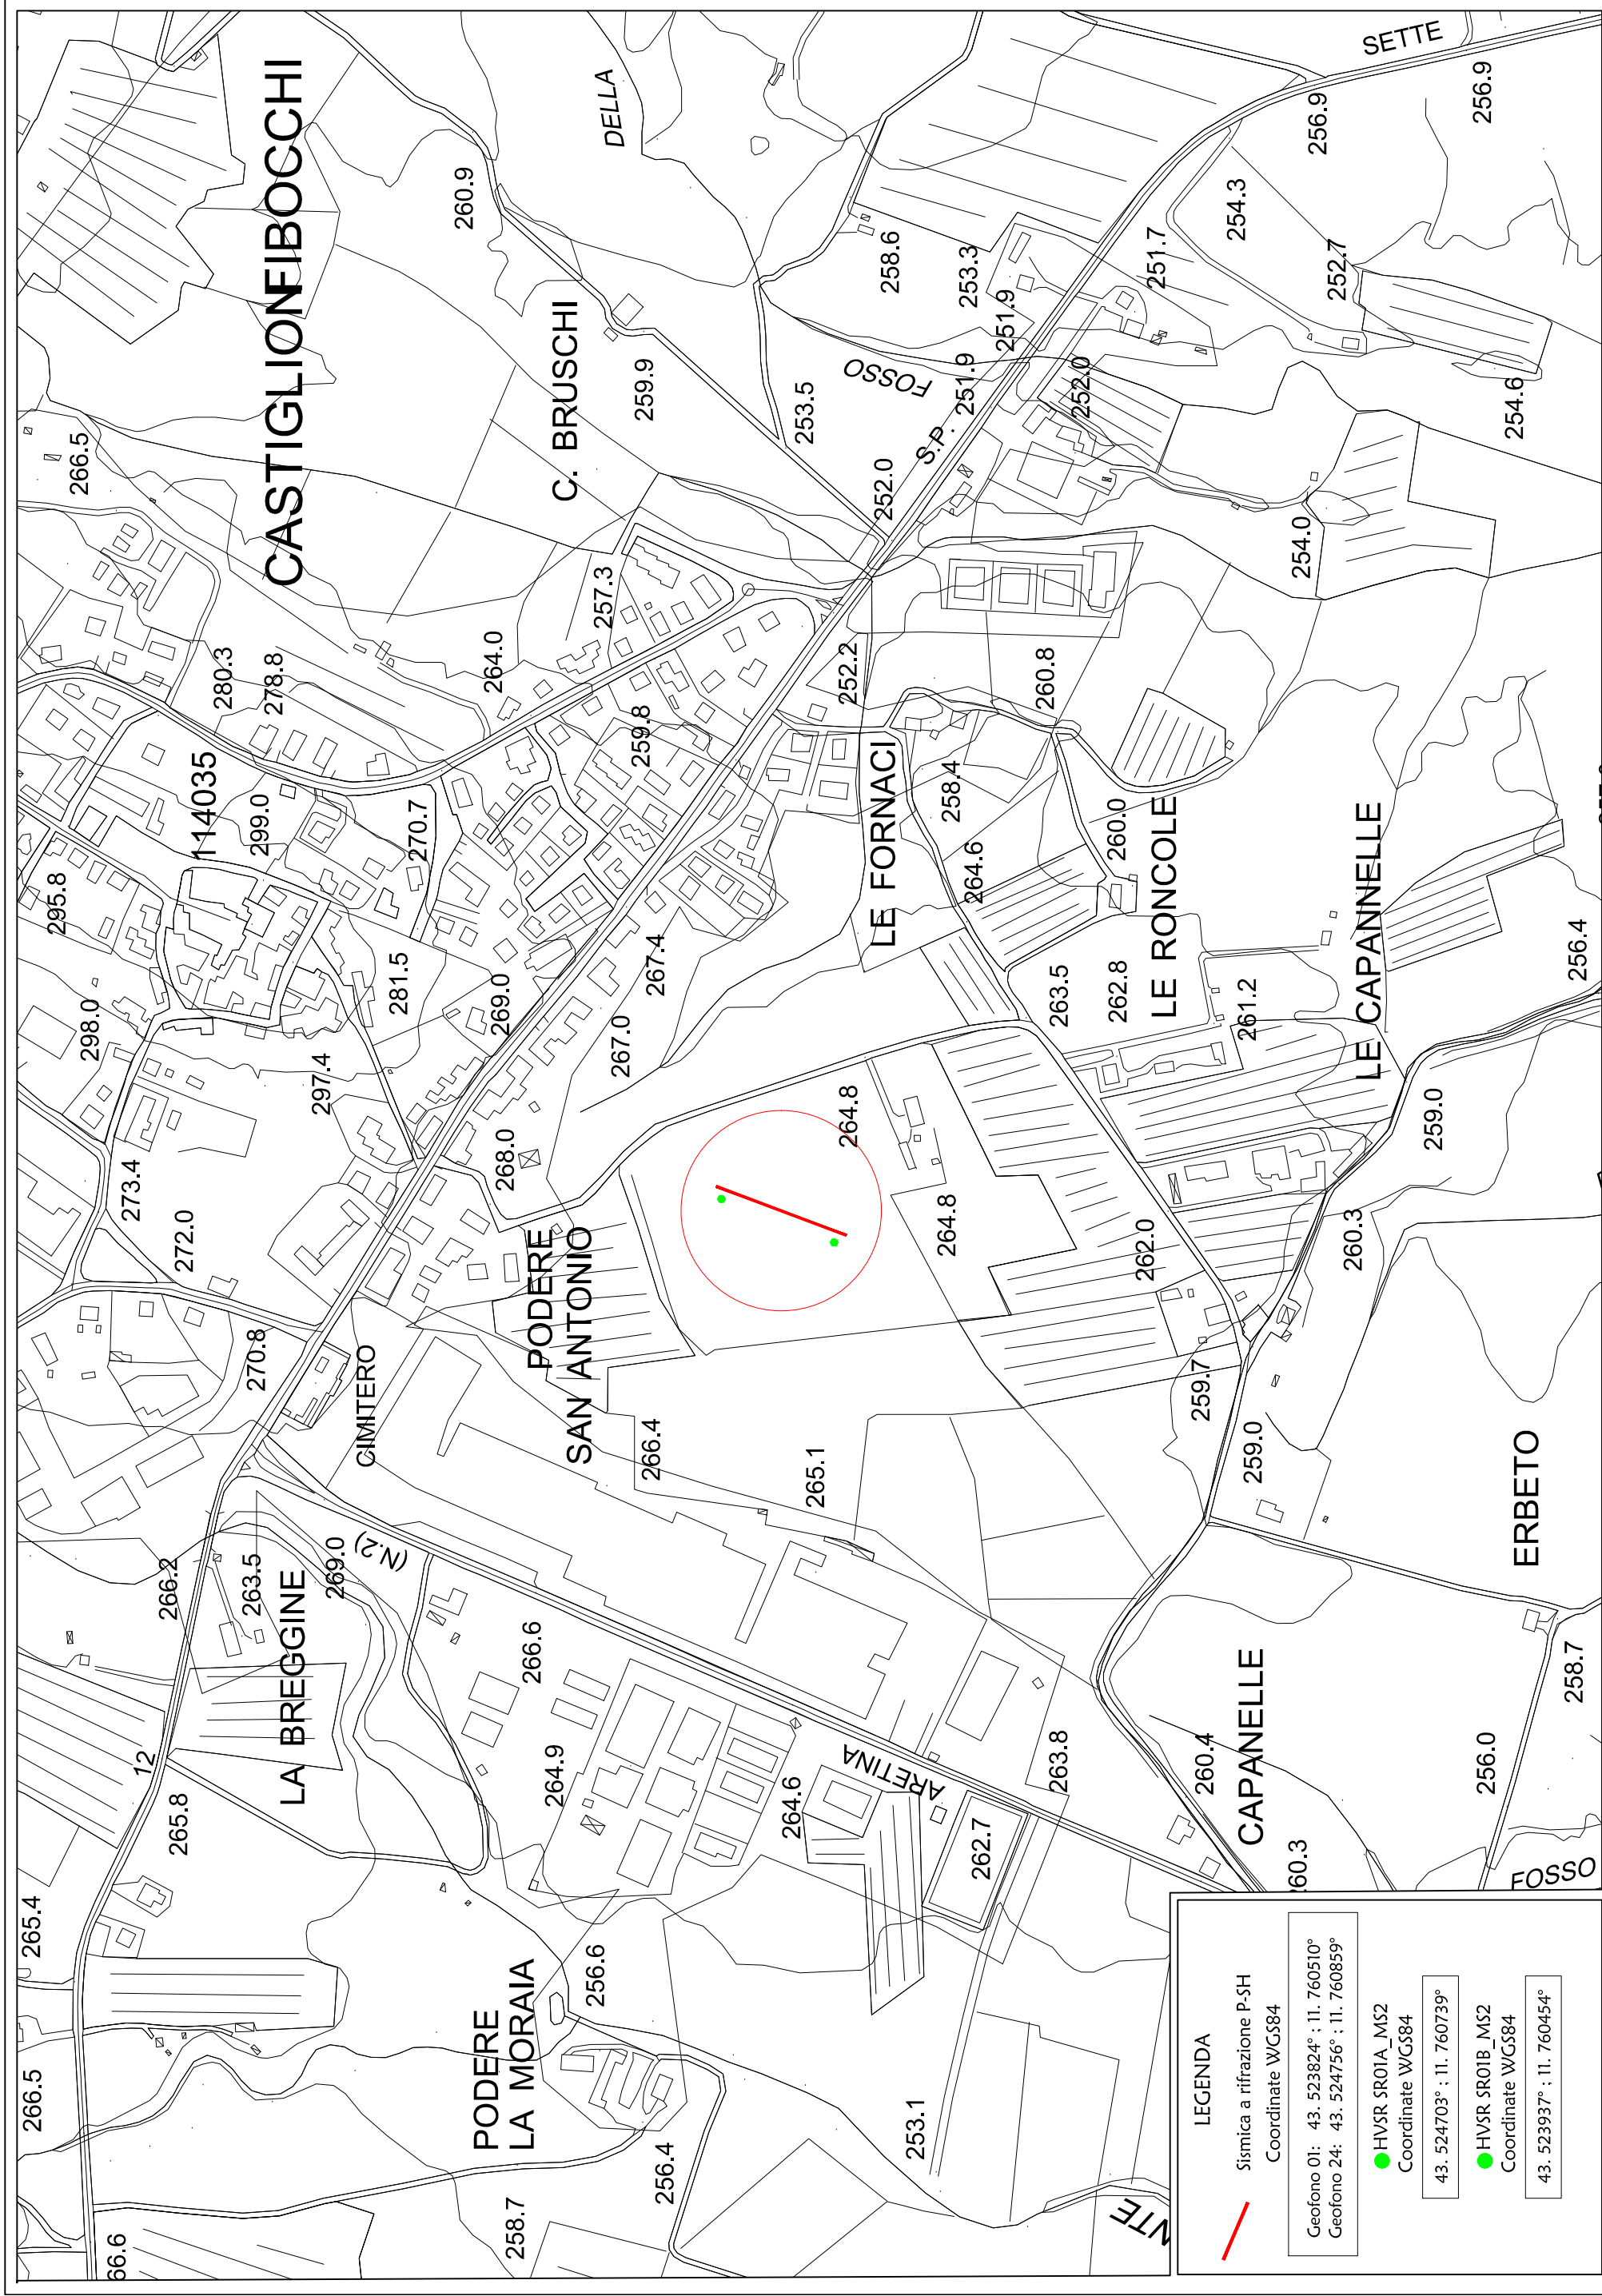 CASTIGLIONFIBOCCHI
DELLA
SETTE
256.9
256.9
260.9
254.3
258.6
253.3
251.7
252.7
251.9
C. BRUSCHI
259.9
253.5
FOSSO
251.9
252.0
254.6
266.5
S.P.
252.0
254.0
257.3
264.0
280.3
278.8
252.2
260.8
259.8
114035
299.0
270.7
LE FORNACI
258.4
260.0
LE RONCOLE
LE CAPANNELLE
264.6
295.8
267.4
281.5
269.0
298.0
297.4
267.0
263.5
262.8
261.2
256.4
264.8
259.0
268.0
273.4
272.0
PODERE
SAN ANTONIO
264.8
262.0
260.3
270.8
CIMITERO
266.4
265.1
259.7
259.0
ERBETO
266.2
263.5
269.0
(N.2)
LA BREGGINE
266.6
258.7
12
265.8
264.9
264.6
ARETINA
263.8
260.4
CAPANELLE
256.0
262.7
60.3
FOSSO
265.4
256.6
PODERE
LA MORAIA
266.5
253.1
256.4
258.7
66.6
NTE
LEGENDA
Sismica a rifrazione P-SH
Coordinate WGS84
Geofono 01: 43. 523824° ; 11. 760510°
Geofono 24: 43. 524756° ; 11. 760859°
HVSR SR01A_MS2
Coordinate WGS84
43. 524703° ; 11. 760739°
HVSR SR01B_MS2
Coordinate WGS84
43. 523937° ; 11. 760454°